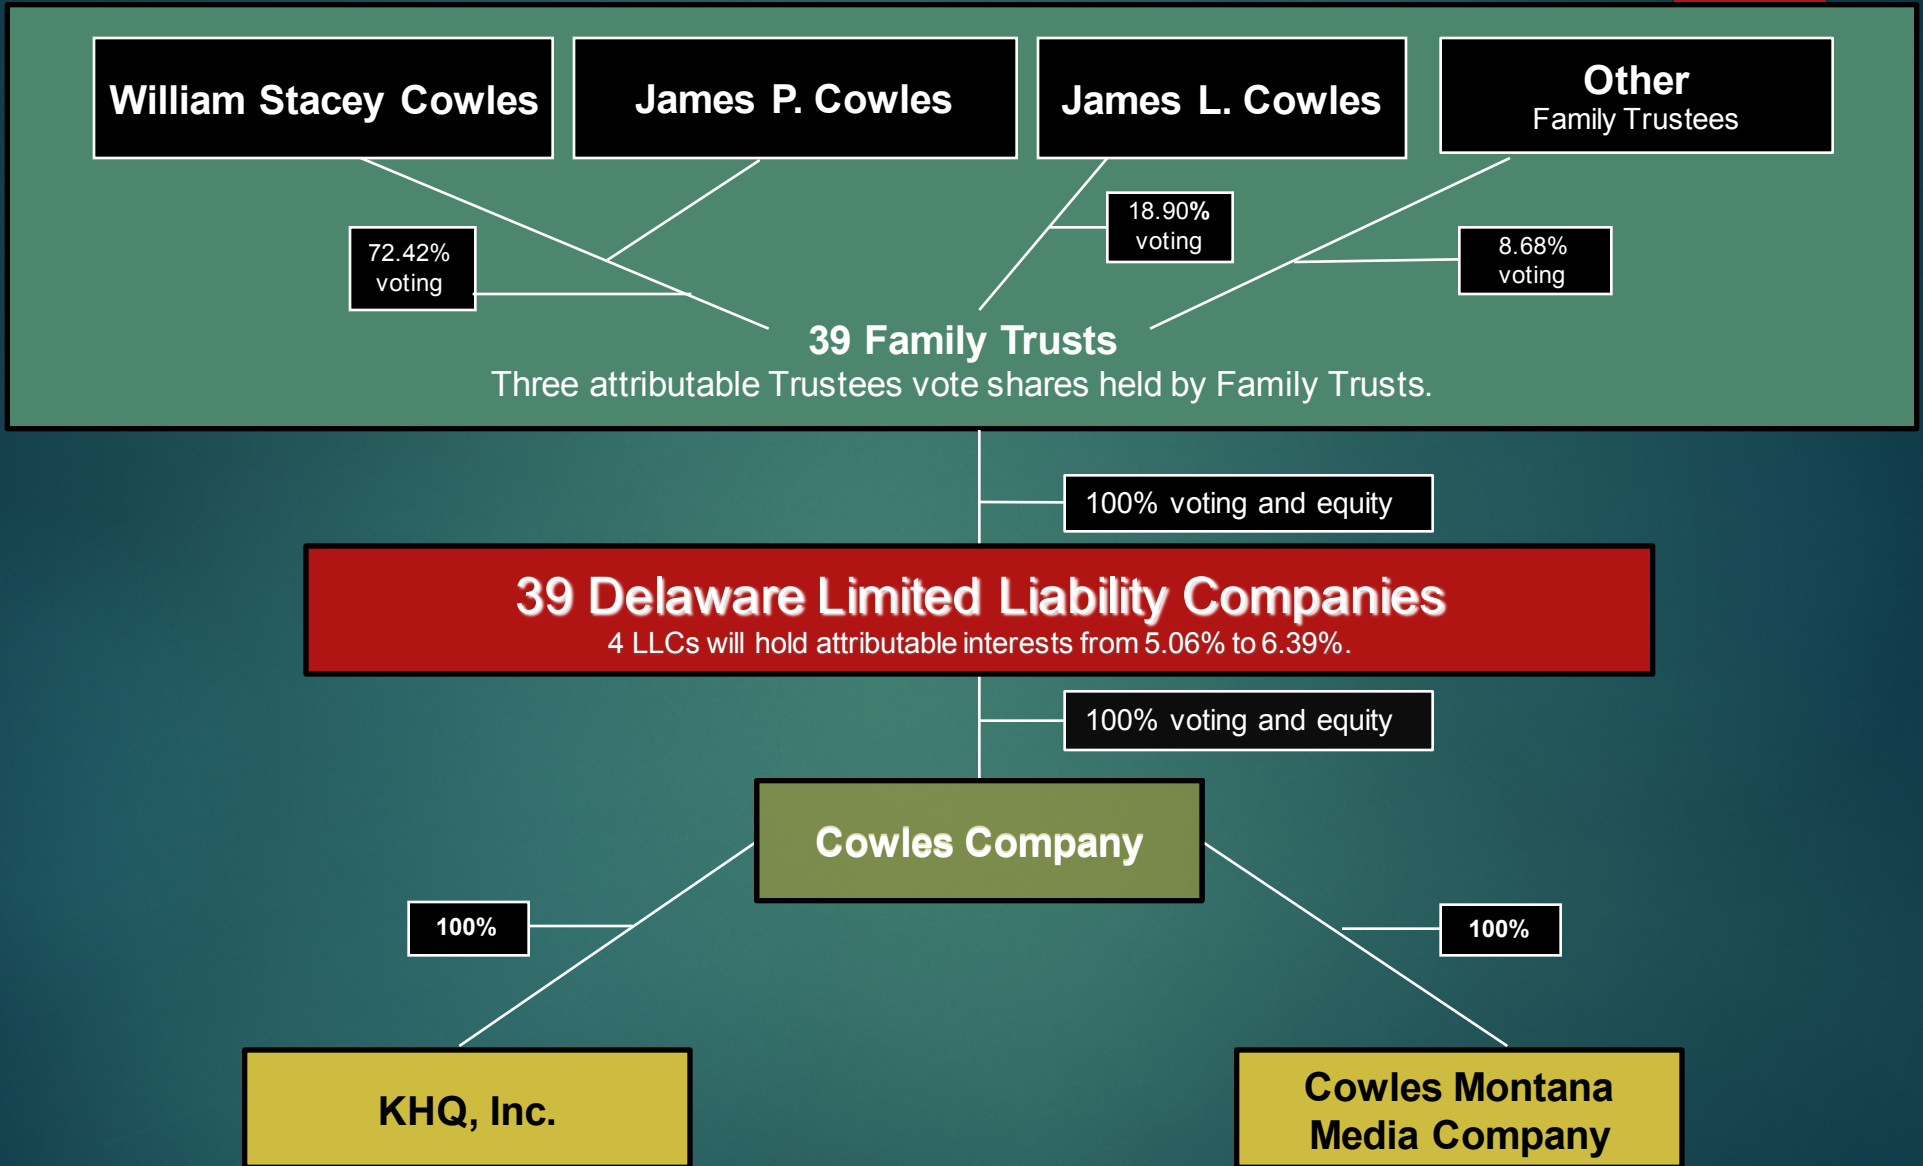 William Stacey Cowles
James P. Cowles
James L. Cowles
Other
Family Trustees
72.42%
voting
18.90%
voting
8.68%
voting
39 Family Trusts
Three attributable Trustees vote shares held by Family Trusts.
100% voting and equity
39 Delaware Limited Liability Companies
4 LLCs will hold attributable interests from 5.06% to 6.39%.
100% voting and equity
Cowles Company
100%
100%
KHQ, Inc.
Cowles Montana
Media Company